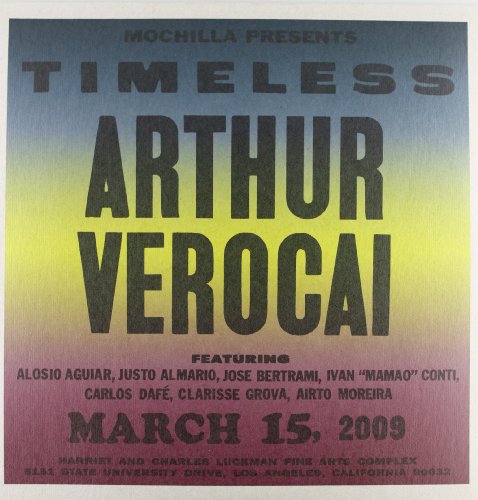 MOCHILLA PRESENTS
TIMELESS
ARTHUR
VEROCAI
FEATURING
ALOSIO AGUIAR, JUSTO ALMARIO, JOSE BERTRAMI, IVAN "MAMAO" CONTI,
CARLOS DAFÉ, CLARISSE GROVA, AIRTO MOREIRA
MARCH 15, 2009
HARRIET AND CHARLES LUCKMAN FINE ARTS COMPLEX
5151 STATE UNIVERSITY DRIVE, LOS ANGELES, CALIFORNIA 90032